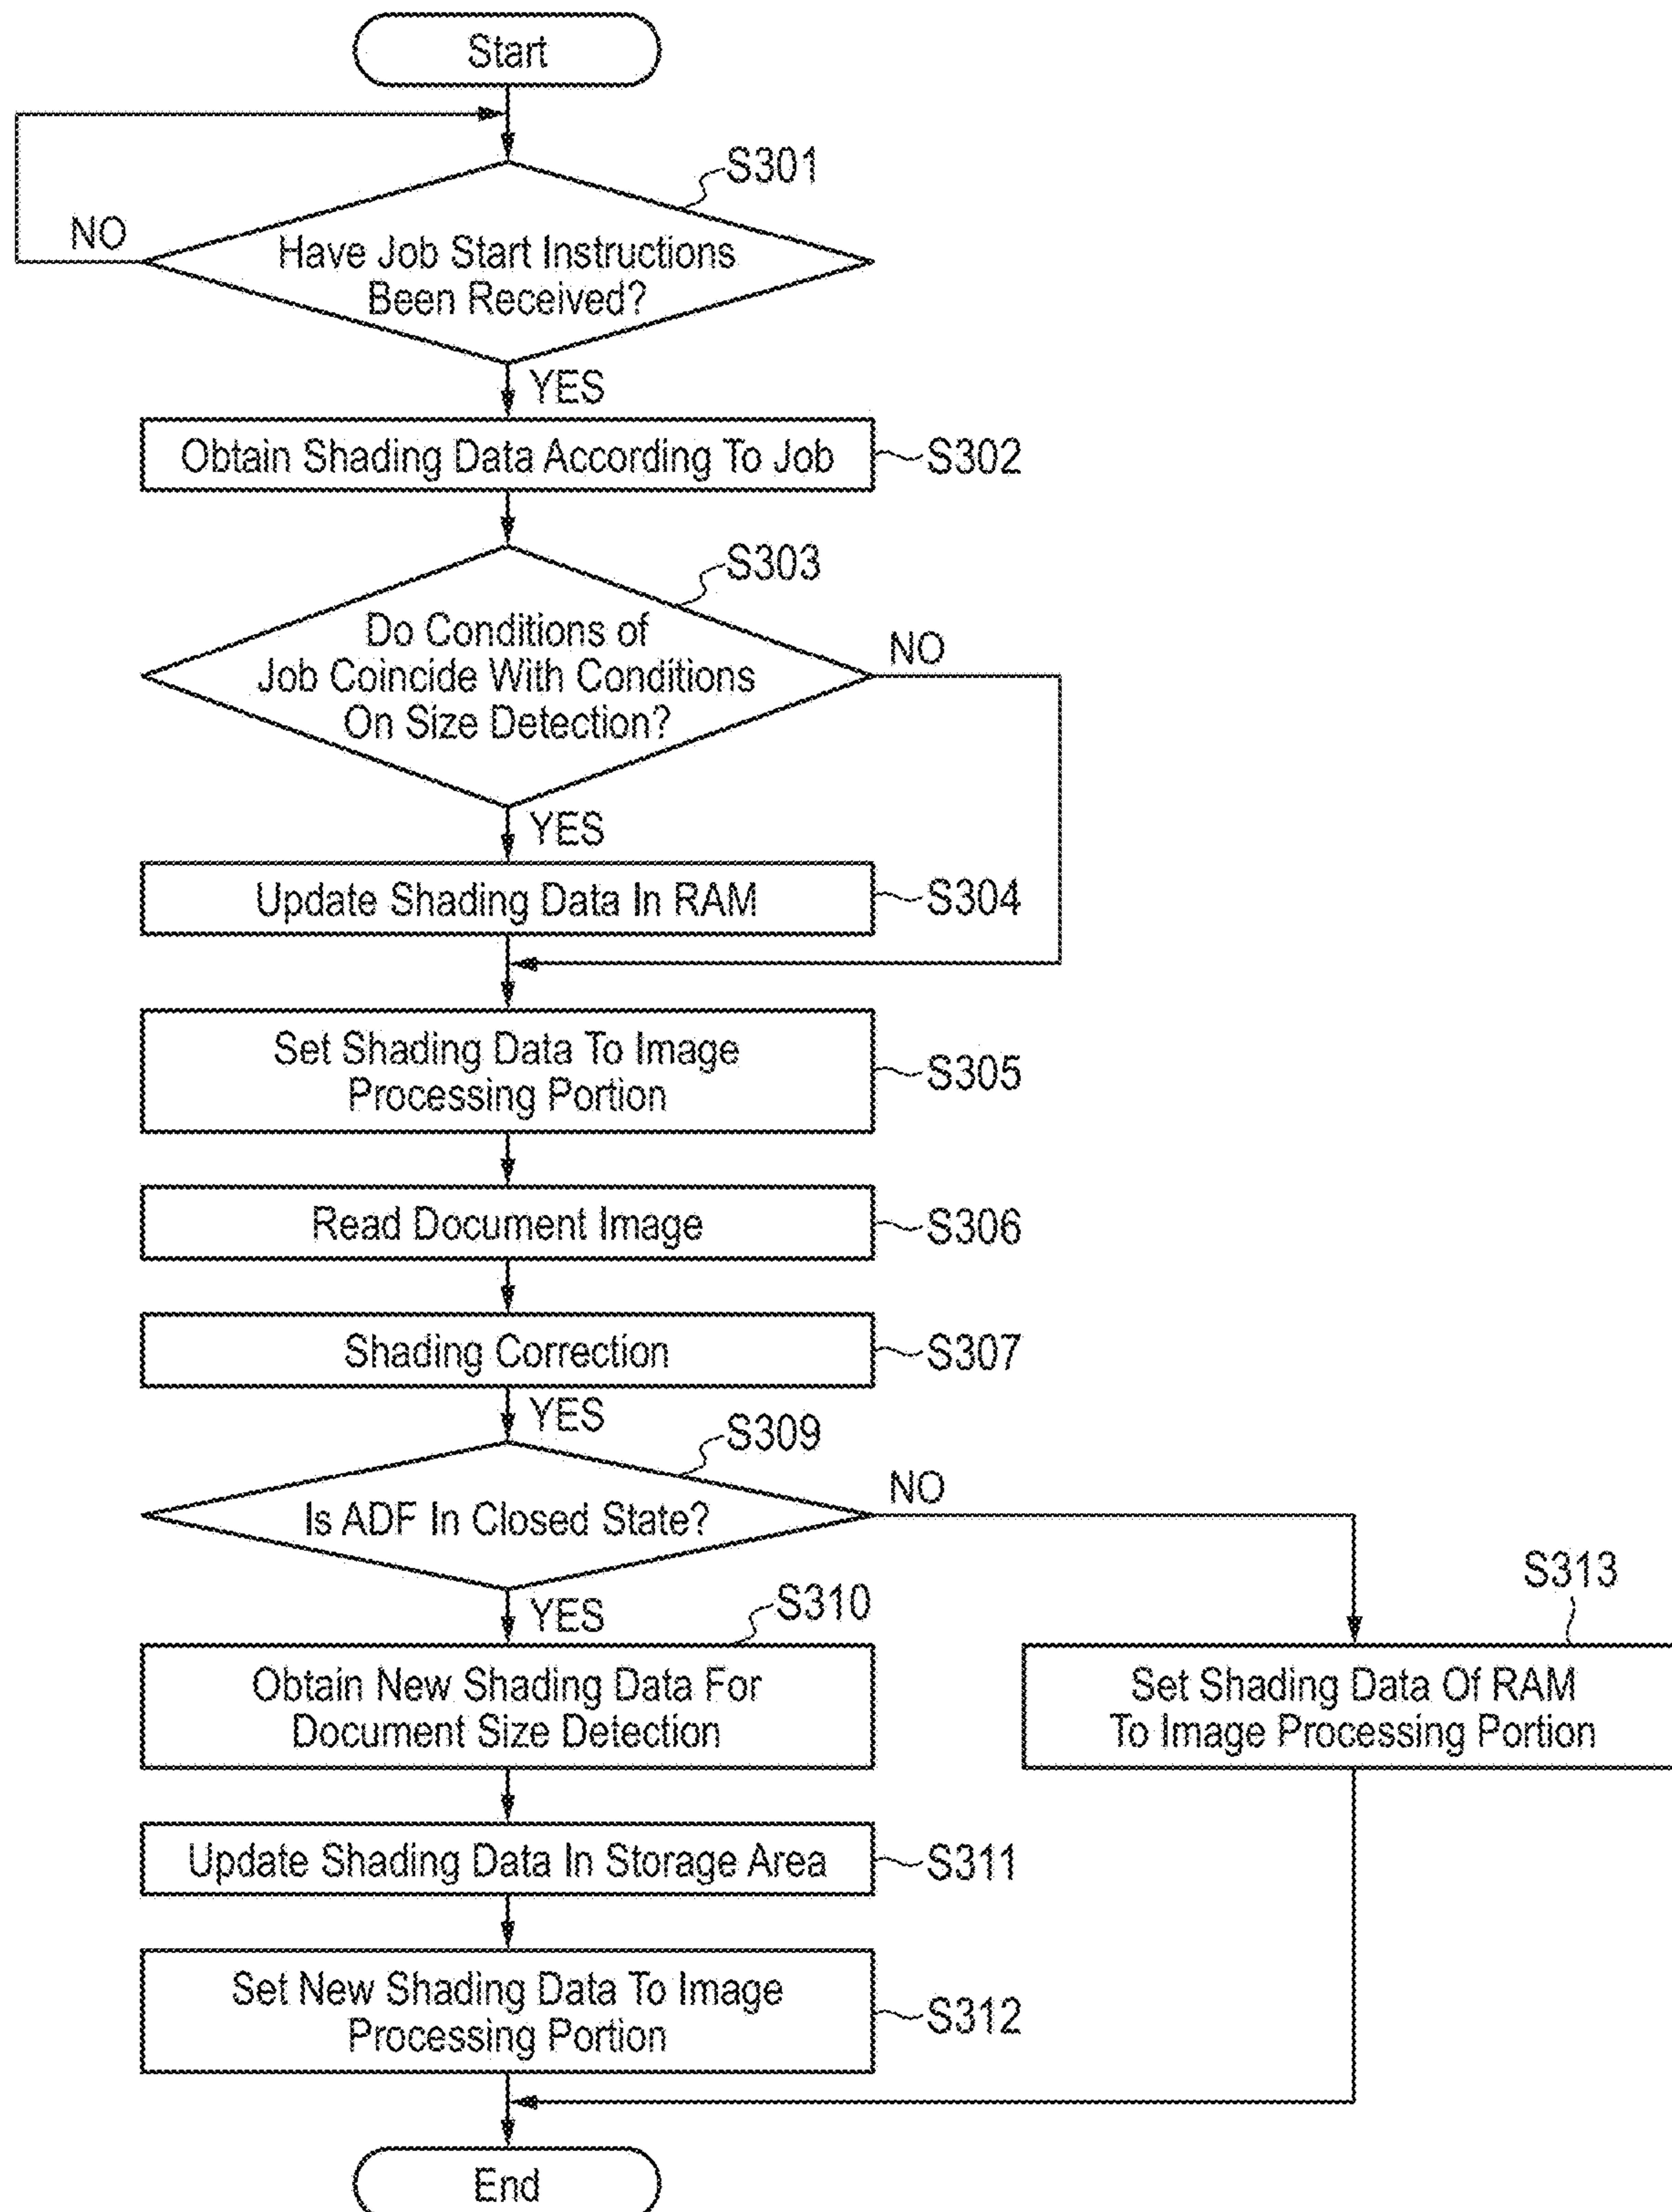 Start
S301
NO
Have Job Start Instructions
Been Received?
YES
Obtain Shading Data According To Job
S302
S303
Do Conditions of
Job Coincide With Conditions
On Size Detection?
NO
YES
Update Shading Data In RAM
S304
Set Shading Data To Image
Processing Portion
S305
Read Document Image
S306
Shading Correction
S307
YES
S309
Is ADF In Closed State?
NO
YES
S310
S313
Obtain New Shading Data For
Document Size Detection
Set Shading Data Of RAM
To Image Processing Portion
Update Shading Data In Storage Area
S311
Set New Shading Data To Image
Processing Portion
S312
End